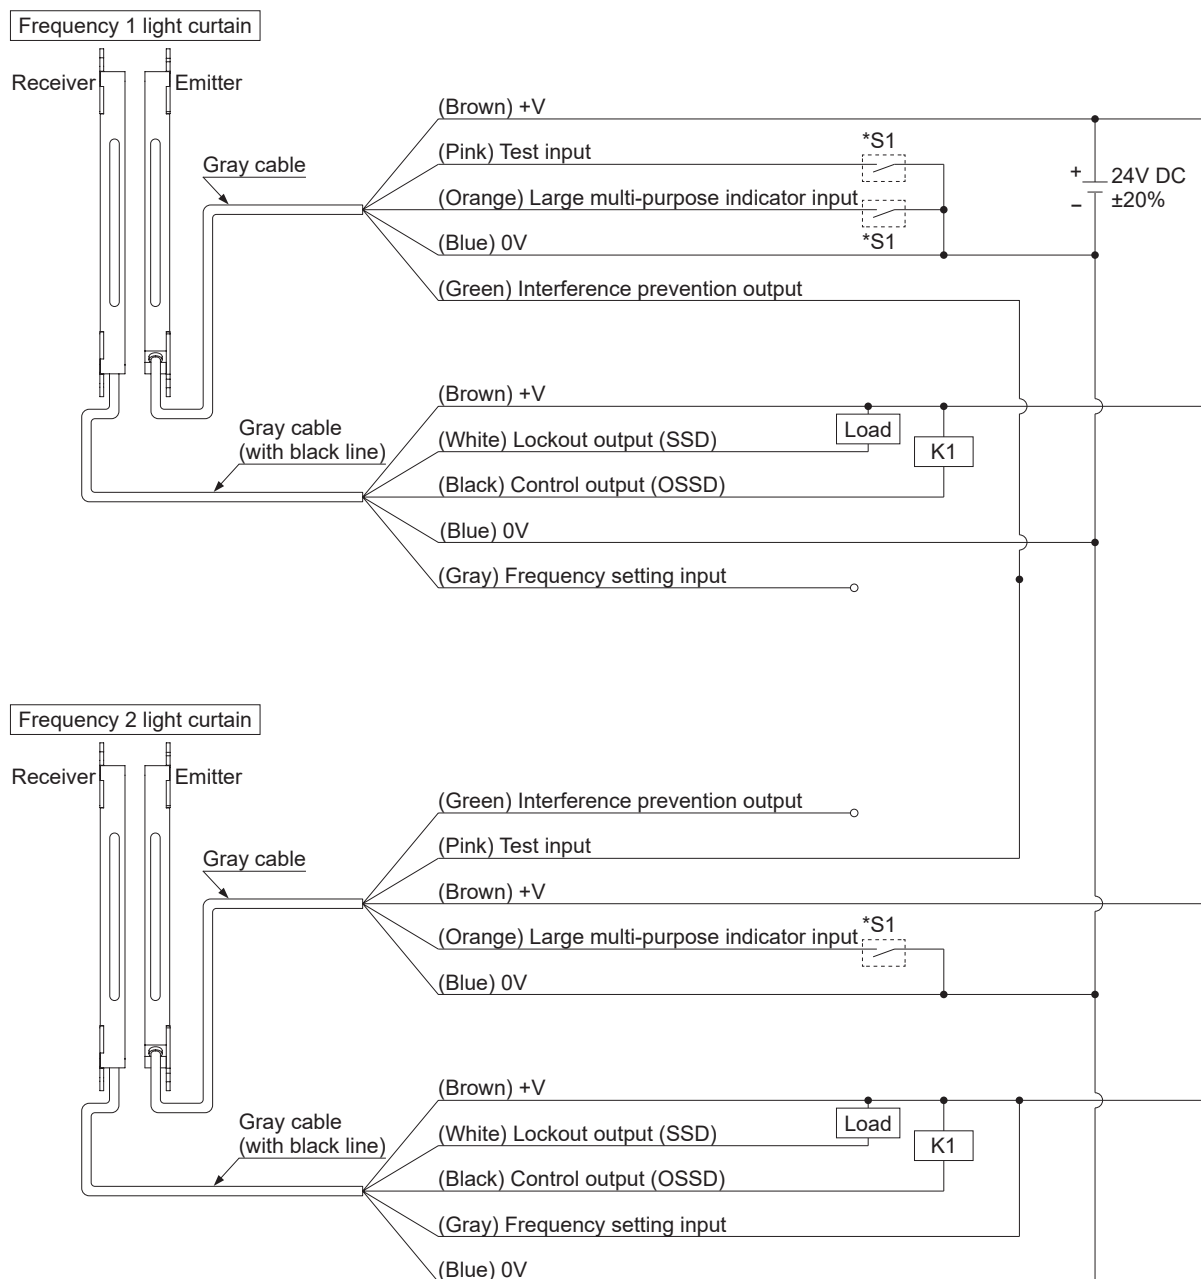 Frequency 1 light curtain
Receiver
Emitter
Gray cable
(Brown) +V
(Pink) Test input
*S1
(Orange) Large multi-purpose indicator input
*S1
(Blue) 0V
(Green) Interference prevention output
+
−
24V DC
±20%
Gray cable
(with black line)
(Brown) +V
(White) Lockout output (SSD)
Load
K1
(Black) Control output (OSSD)
(Blue) 0V
(Gray) Frequency setting input
Frequency 2 light curtain
Receiver
Emitter
Gray cable
(Green) Interference prevention output
(Pink) Test input
(Brown) +V
(Orange) Large multi-purpose indicator input
*S1
(Blue) 0V
Gray cable
(with black line)
(Brown) +V
(White) Lockout output (SSD)
Load
K1
(Black) Control output (OSSD)
(Gray) Frequency setting input
(Blue) 0V